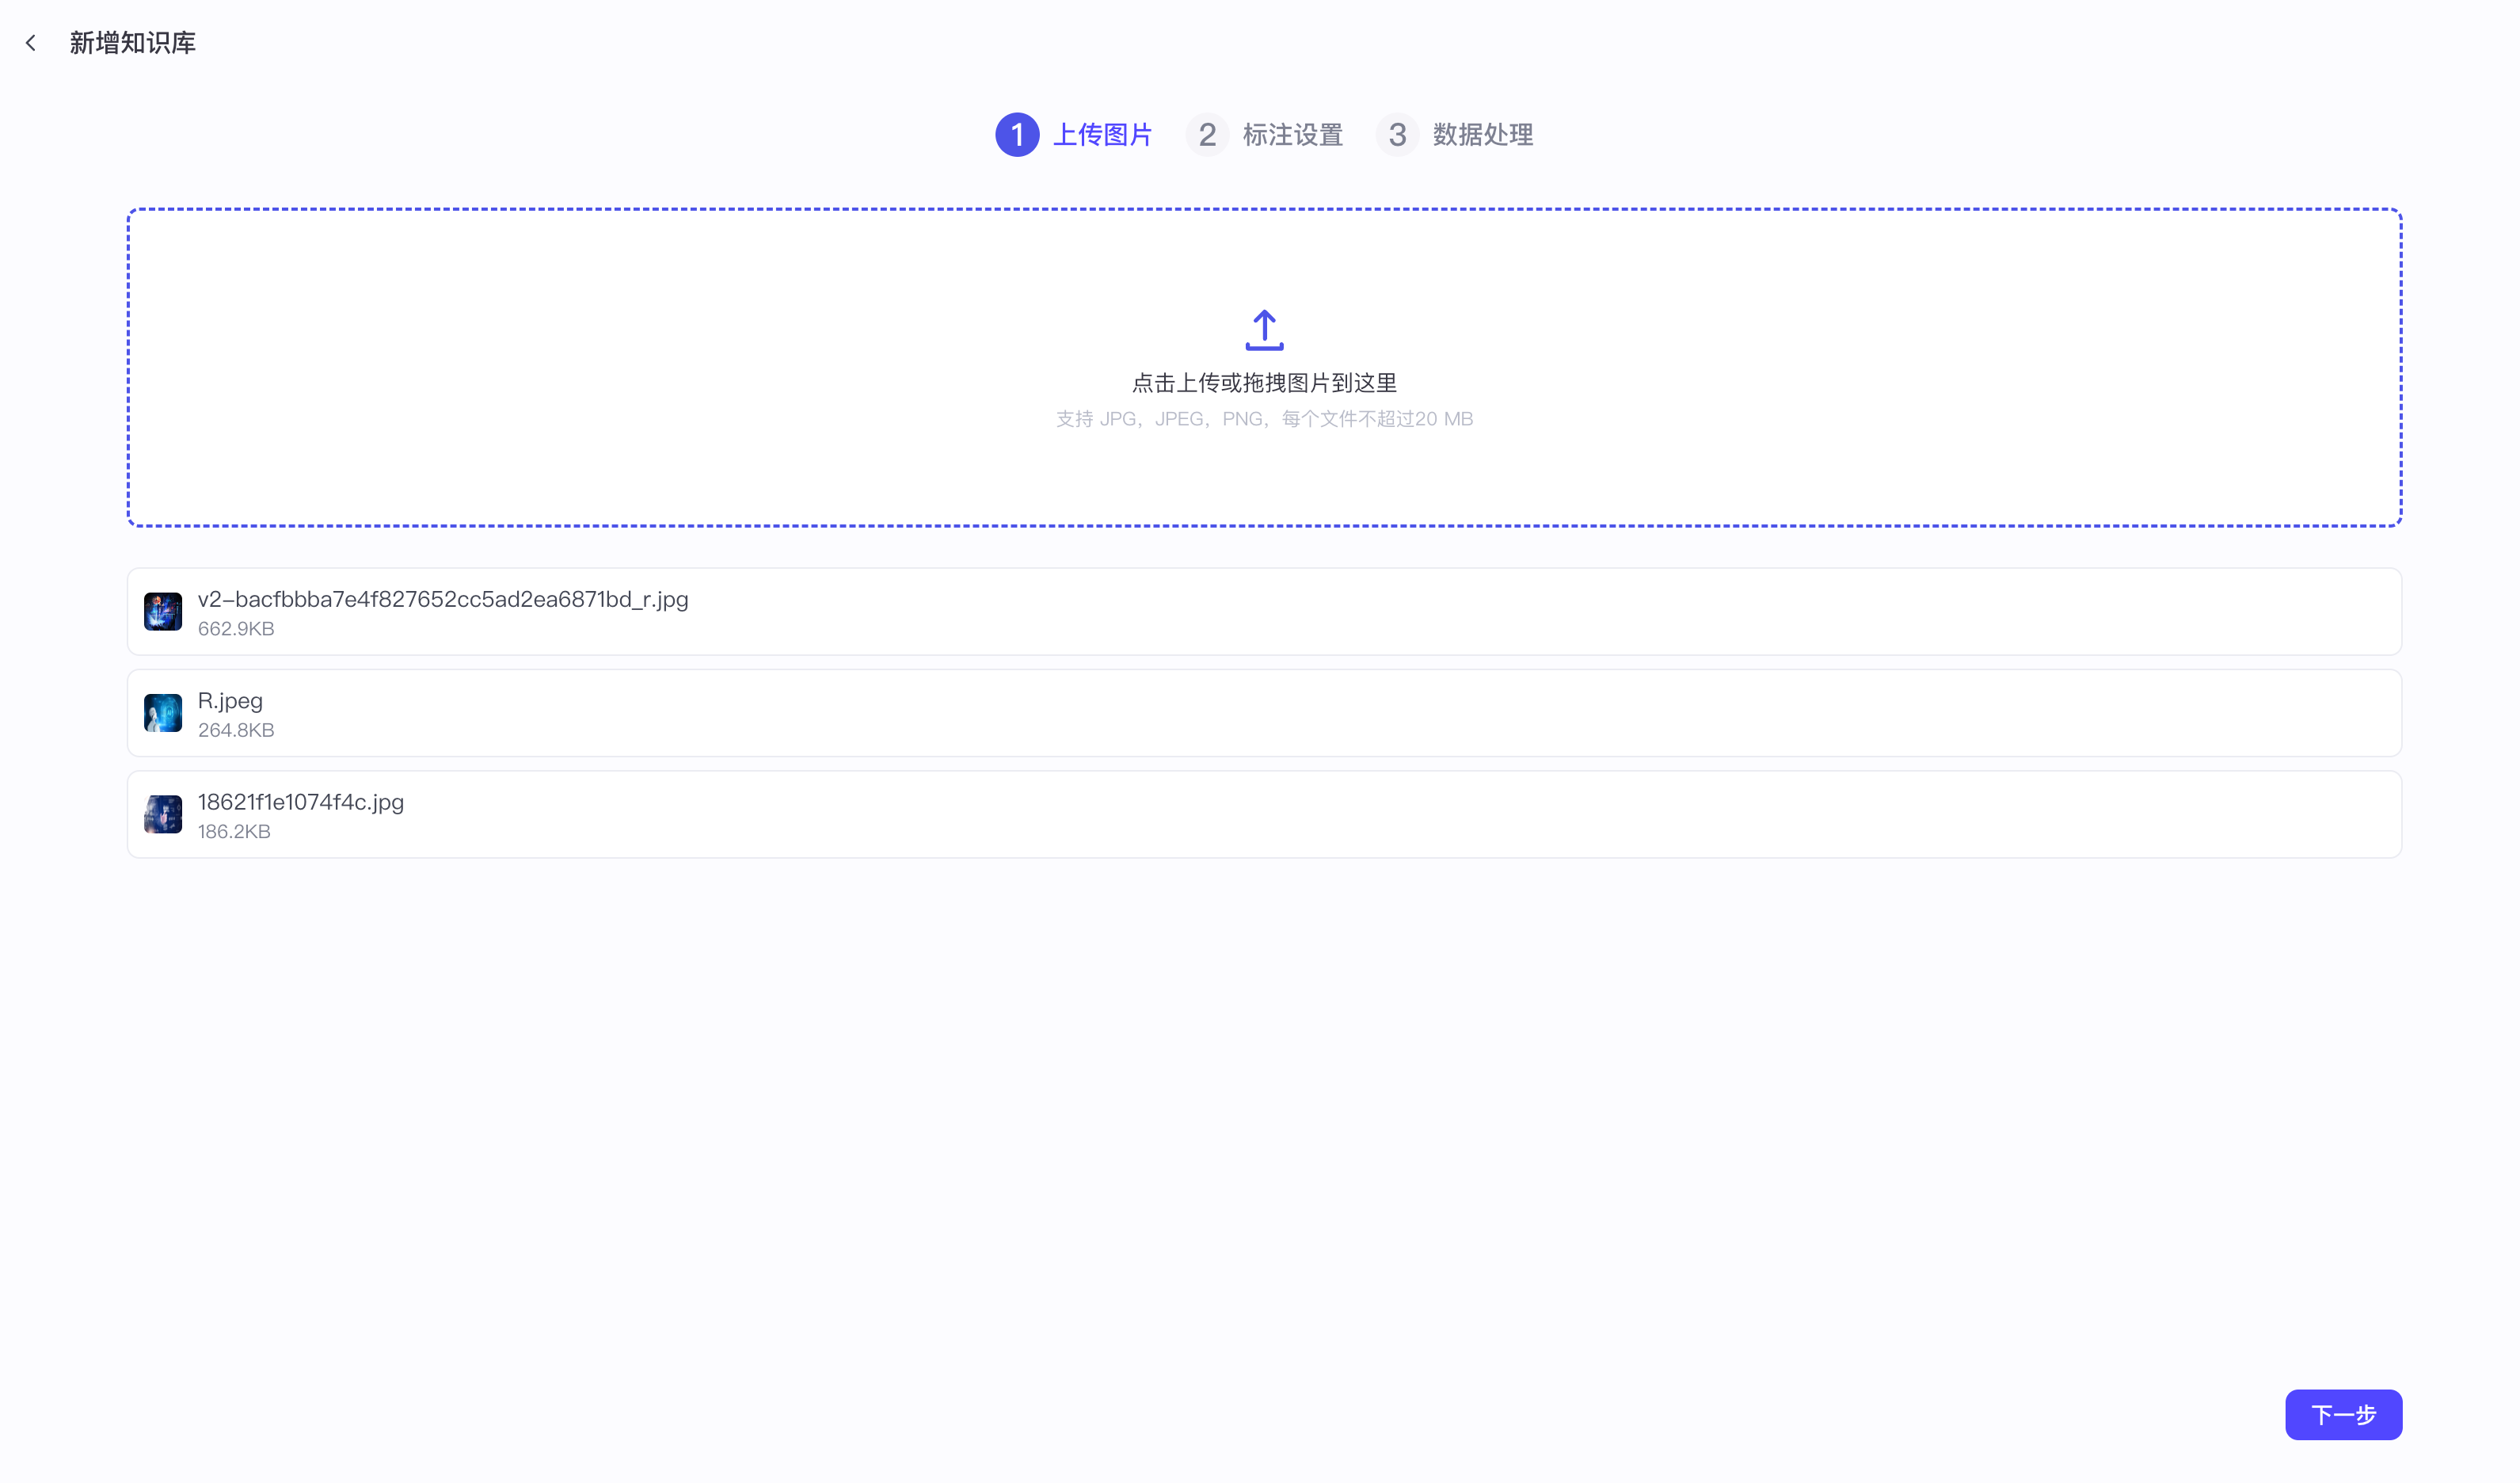 新增知识库
1 上传图片 2 标注设置 3 数据处理
点击上传或拖拽图片到这里
支持 JPG，JPEG，PNG，每个文件不超过20 MB
v2-bacfbbba7e4f827652cc5ad2ea6871bd_r.jpg
662.9KB
R.jpeg
264.8KB
18621f1e1074f4c.jpg
186.2KB
下一步